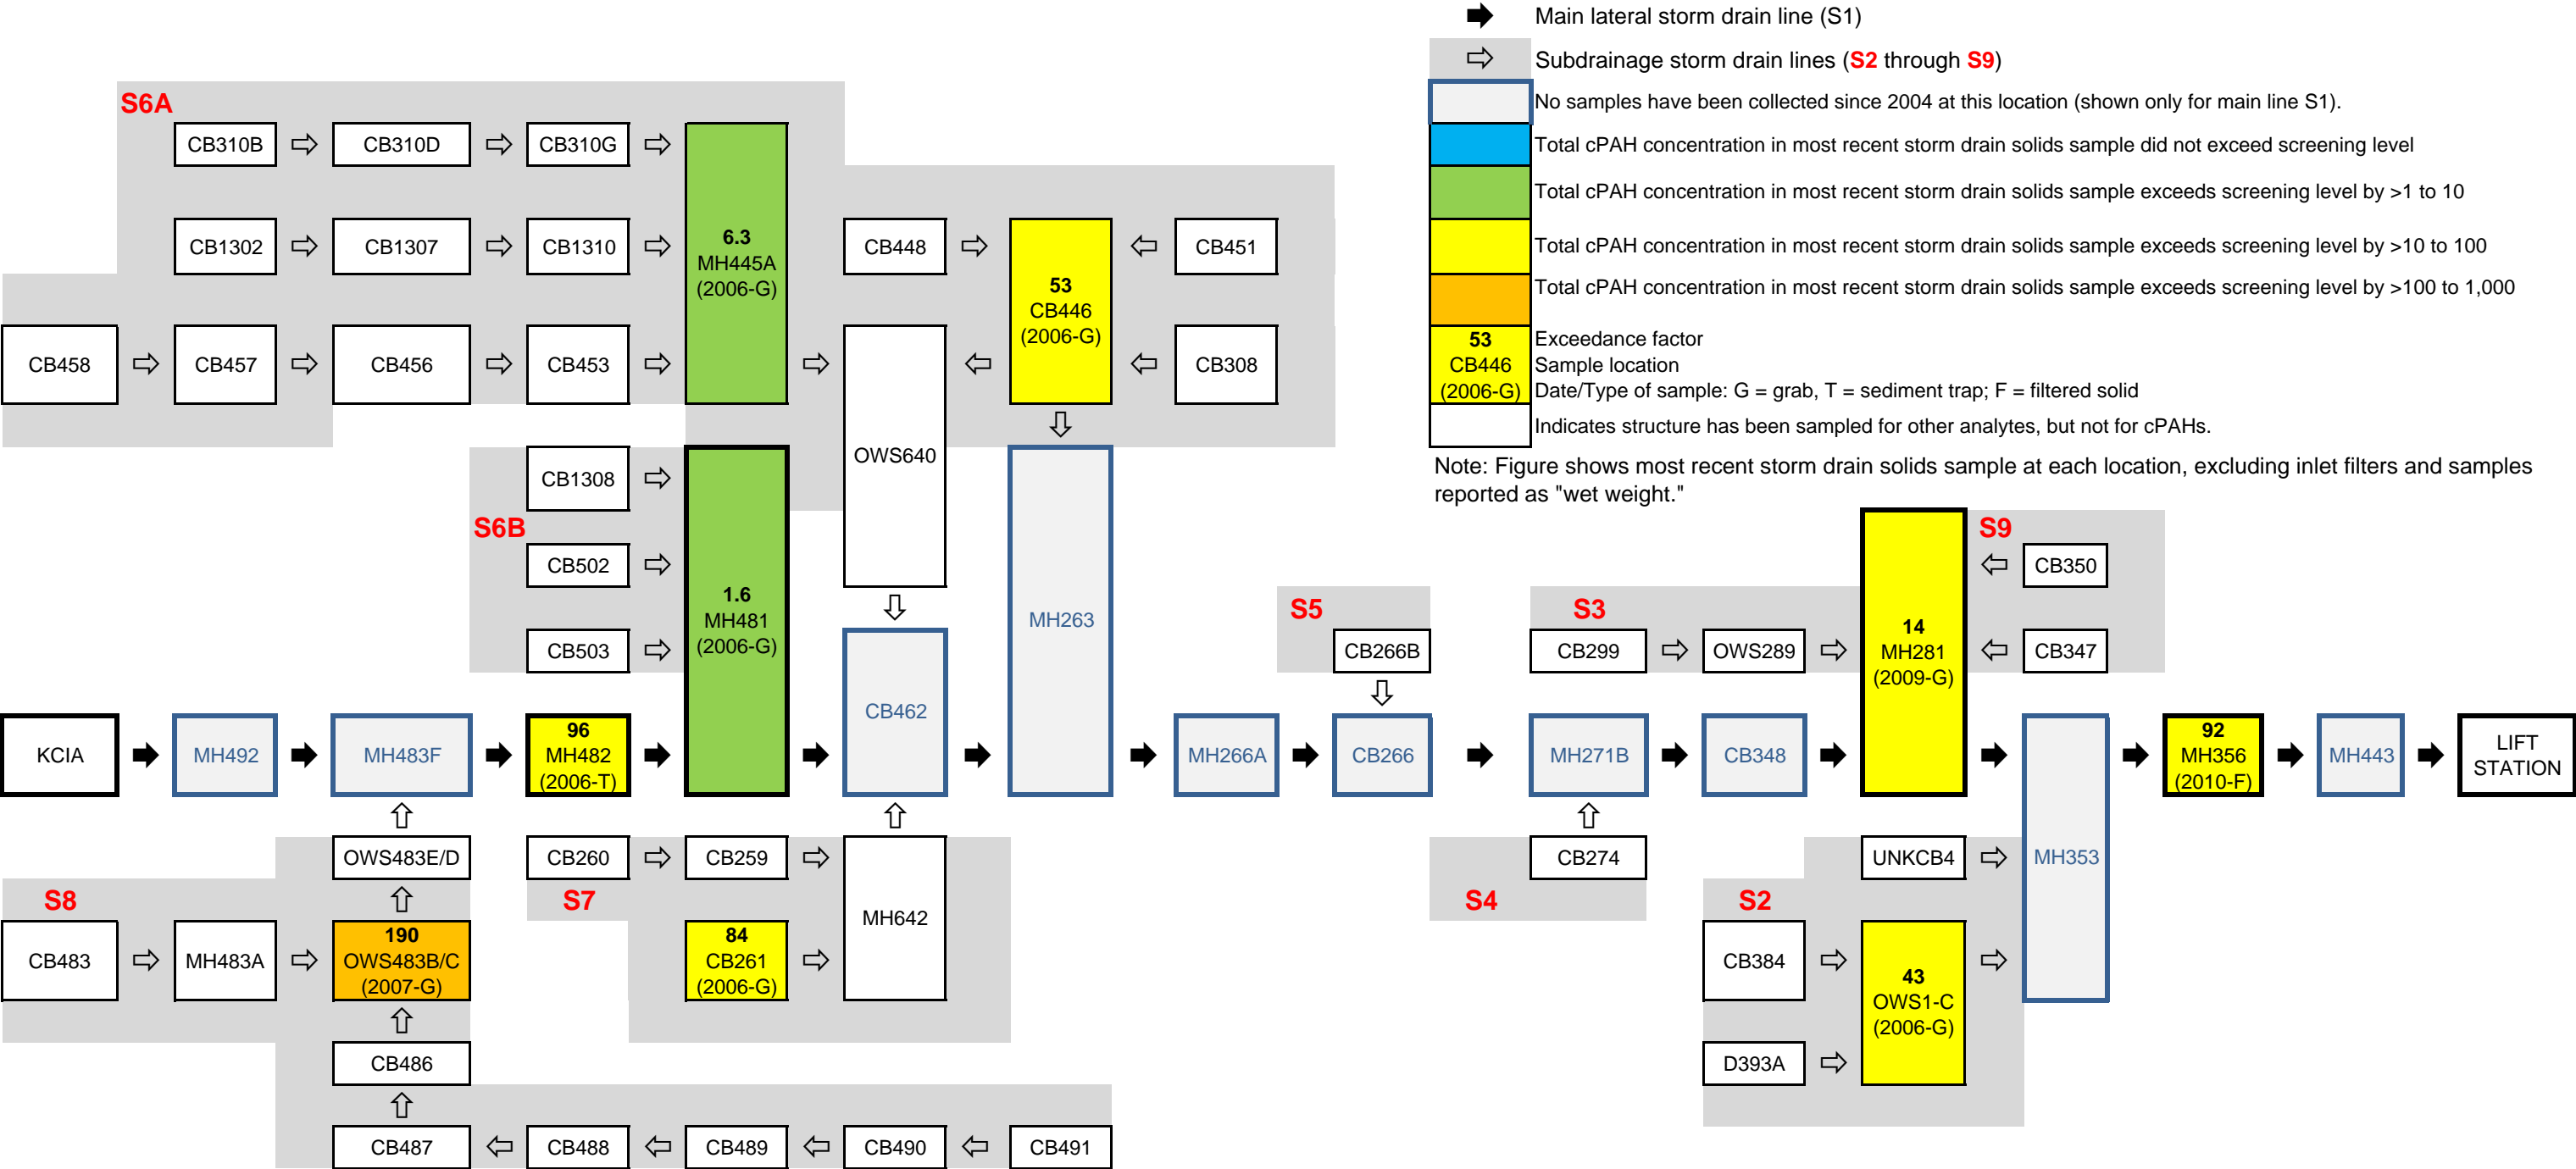 Main lateral storm drain line (S1)
Subdrainage storm drain lines (S2 through S9)
No samples have been collected since 2004 at this location (shown only for main line S1).
Total cPAH concentration in most recent storm drain solids sample did not exceed screening level
Total cPAH concentration in most recent storm drain solids sample exceeds screening level by >1 to 10
Total cPAH concentration in most recent storm drain solids sample exceeds screening level by >10 to 100
Total cPAH concentration in most recent storm drain solids sample exceeds screening level by >100 to 1,000
53
CB446
(2006-G)
Exceedance factor
Sample location
Date/Type of sample: G = grab, T = sediment trap; F = filtered solid
Indicates structure has been sampled for other analytes, but not for cPAHs.
Note: Figure shows most recent storm drain solids sample at each location, excluding inlet filters and samples
reported as "wet weight."
S6A
CB310B
CB310D
CB310G
CB1302
CB1307
CB1310
6.3
MH445A
(2006-G)
CB448
53
CB446
(2006-G)
CB451
CB458
CB457
CB456
CB453
CB308
OWS640
S6B
CB1308
CB502
CB503
1.6
MH481
(2006-G)
CB462
MH263
S5
CB266B
S3
CB299
OWS289
14
MH281
(2009-G)
S9
CB350
CB347
KCIA
MH492
MH483F
96
MH482
(2006-T)
MH266A
CB266
MH271B
CB348
MH353
92
MH356
(2010-F)
MH443
LIFT
STATION
OWS483E/D
CB260
CB259
MH642
CB274
UNKCB4
S8
S7
S4
S2
CB483
MH483A
190
OWS483B/C
(2007-G)
84
CB261
(2006-G)
CB384
43
OWS1-C
(2006-G)
CB486
D393A
CB487
CB488
CB489
CB490
CB491